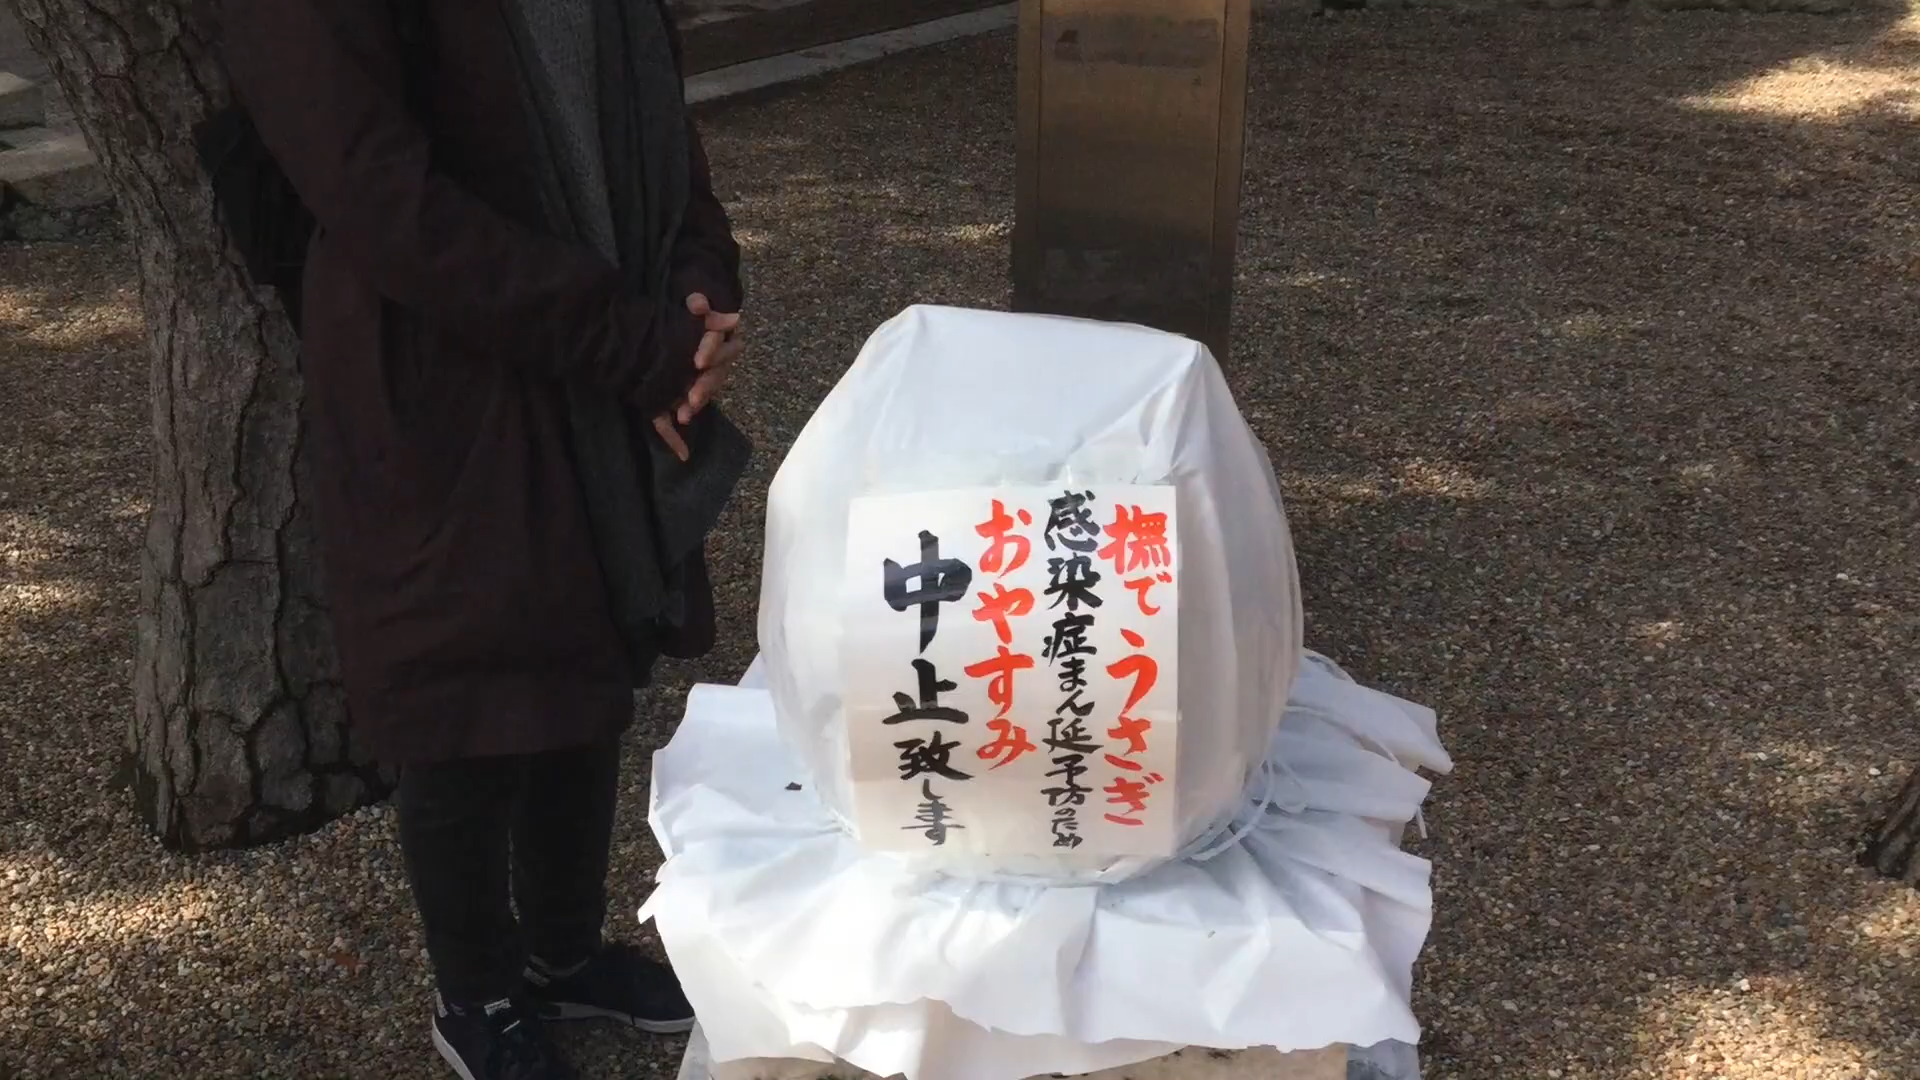 撫でうさぎ
感染症まん延予防のため
おやすみ
中止致します